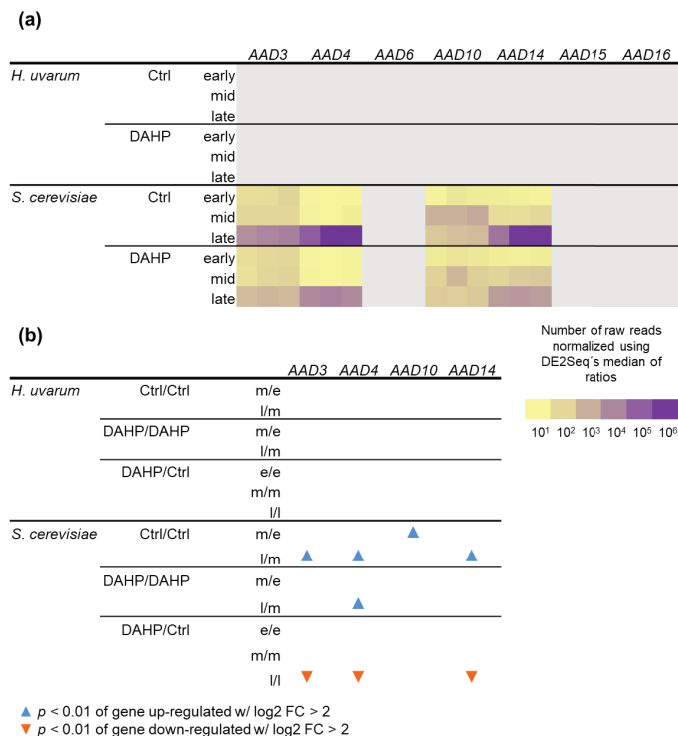 (a)
AAD3 AAD4 AAD6 AAD10 AAD14 AAD15 AAD16
H. uvarum Ctrl early
mid
late
DAHP early
mid
late
S. cerevisiae Ctrl early
mid
late
DAHP early
mid
late
(b)
AAD3 AAD4 AAD10 AAD14
H. uvarum Ctrl/Ctrl m/e
l/m
DAHP/DAHP m/e
l/m
DAHP/Ctrl e/e
m/m
l/l
S. cerevisiae Ctrl/Ctrl m/e
l/m
DAHP/DAHP m/e
l/m
DAHP/Ctrl e/e
m/m
l/l
Number of raw reads
normalized using
DE2Seq´s median of
ratios
10¹ 10² 10³ 10⁴ 10⁵ 10⁶
▲ p < 0.01 of gene up-regulated w/ log2 FC > 2
▼ p < 0.01 of gene down-regulated w/ log2 FC > 2